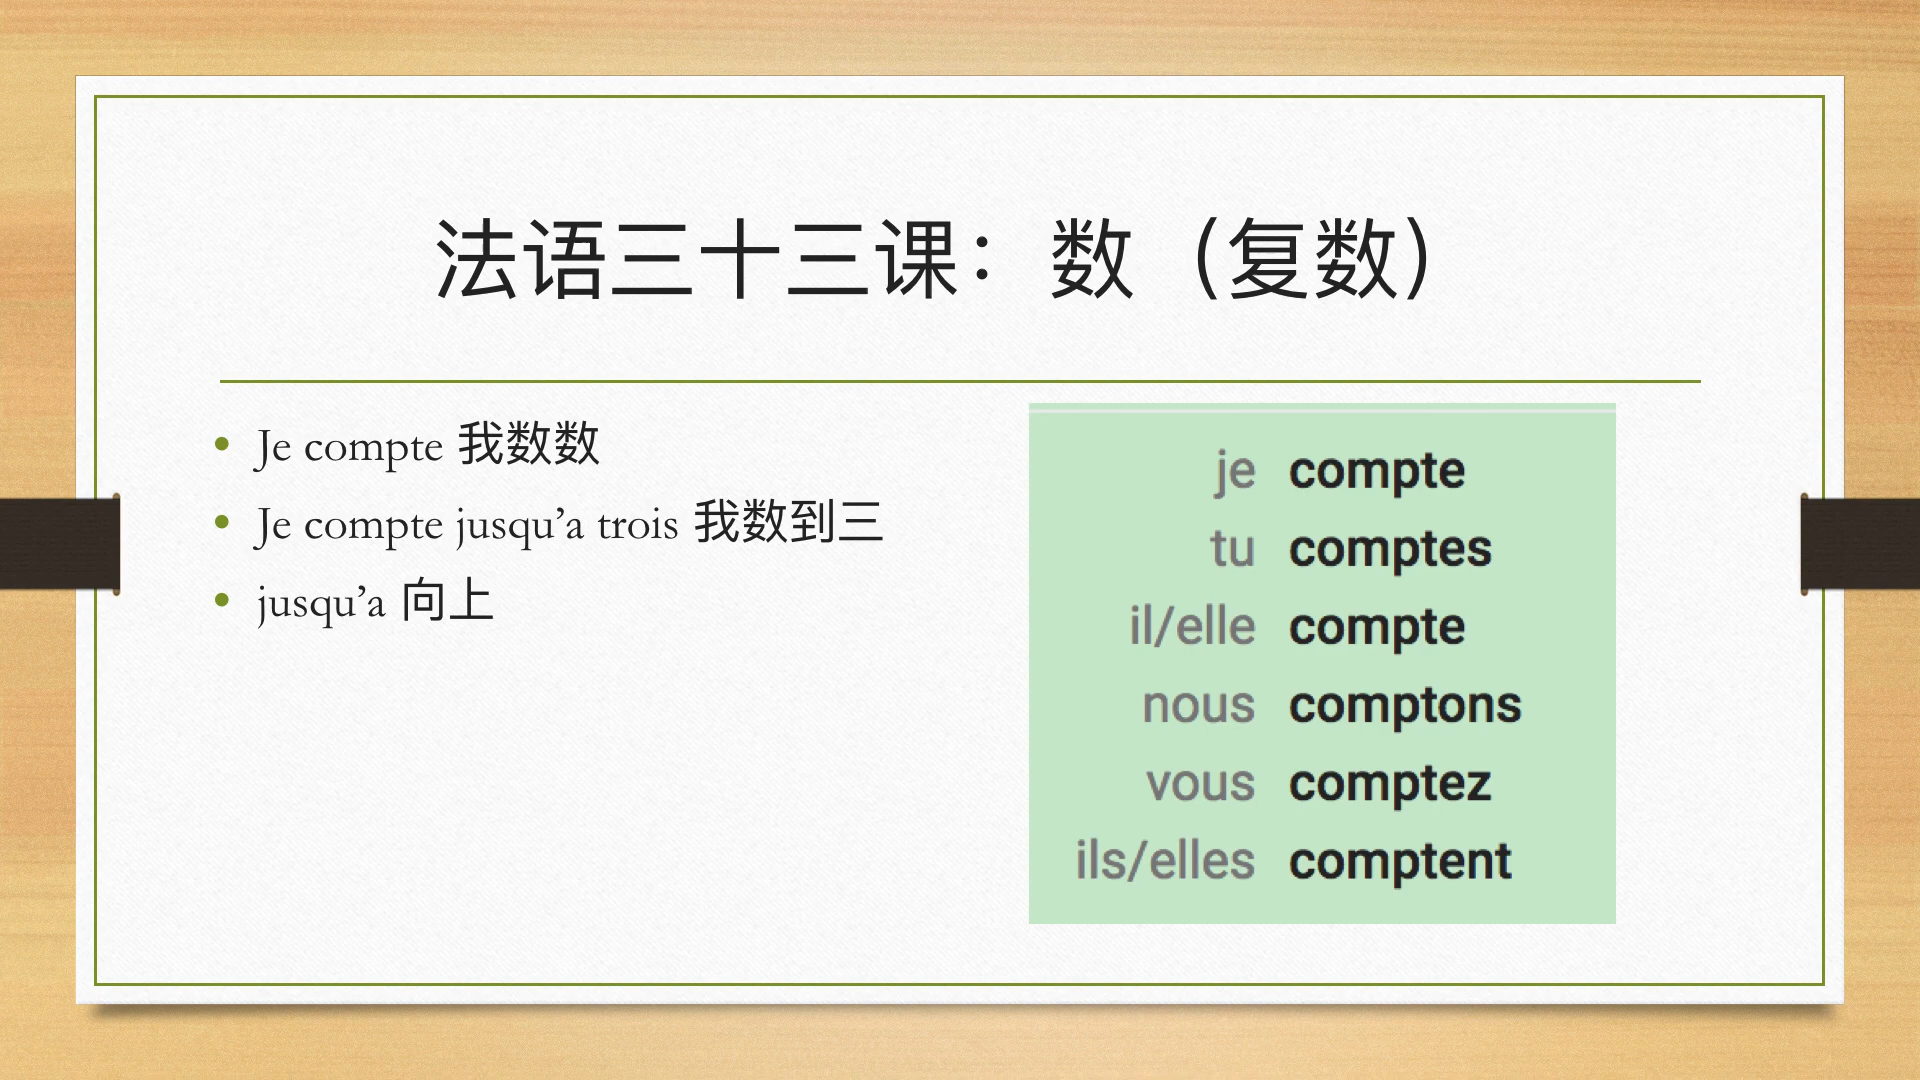 法语三十三课：数（复数）
Je compte 我数数
Je compte jusqu’a trois 我数到三
jusqu’a 向上
je compte
tu comptes
il/elle compte
nous comptons
vous comptez
ils/elles comptent